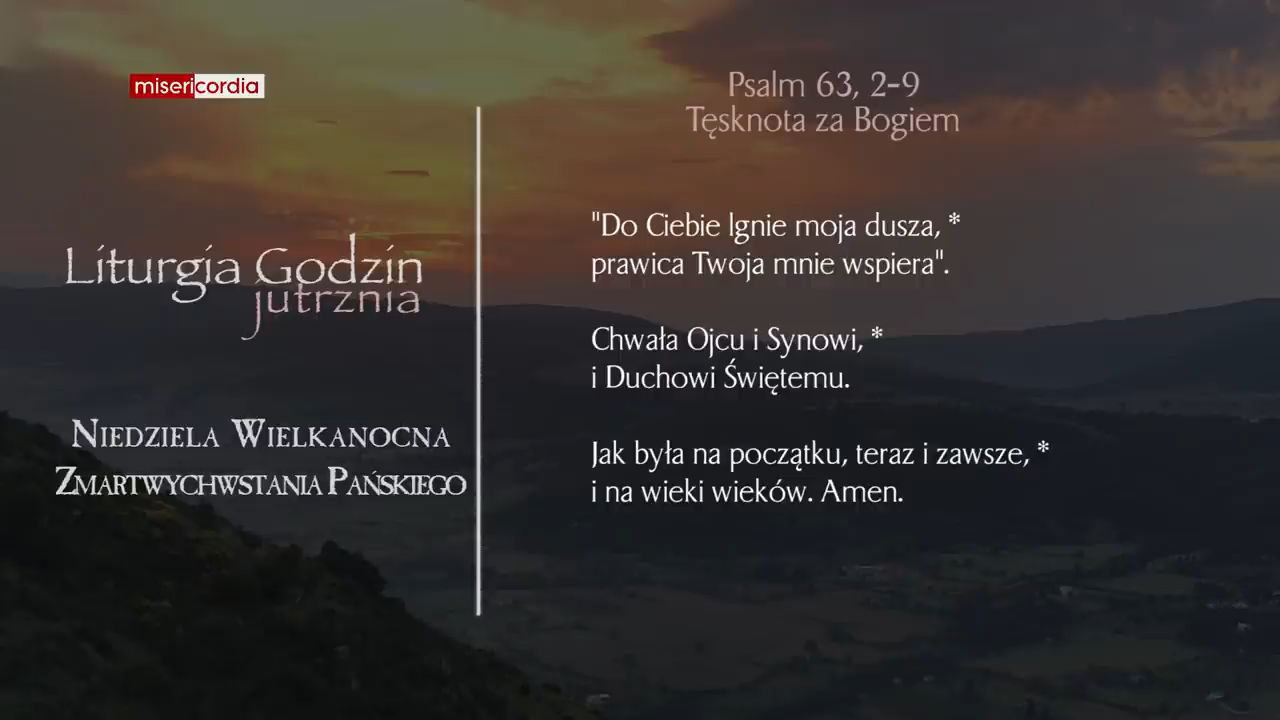 misericordia
Liturgia Godzin
jutrznia
Niedziela Wielkanocna
Zmartwychwstania Pańskiego
Psalm 63, 2-9
Tęsknota za Bogiem
"Do Ciebie lgnie moja dusza, *
prawica Twoja mnie wspiera".
Chwała Ojcu i Synowi, *
i Duchowi Świętemu.
Jak była na początku, teraz i zawsze, *
i na wieki wieków. Amen.